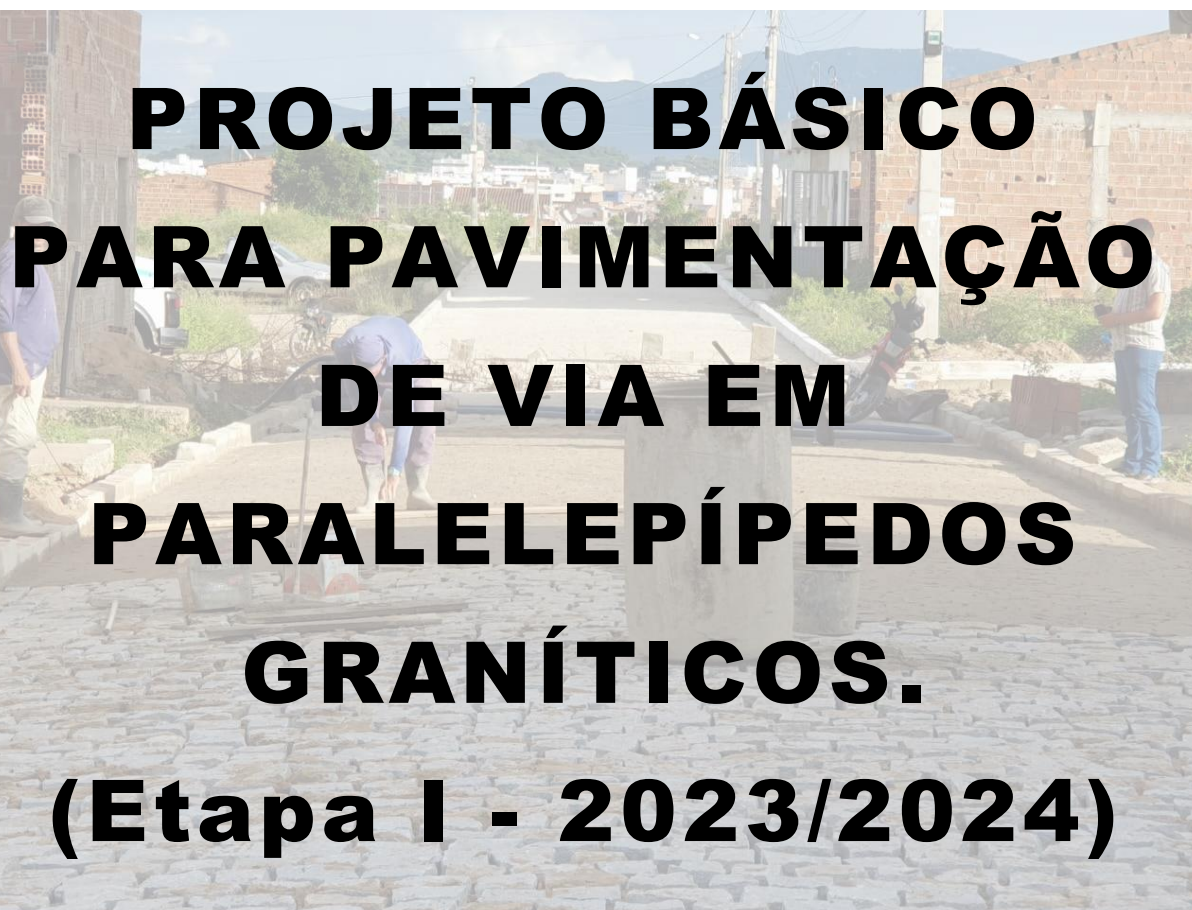 PROJETO BÁSICO
PARA PAVIMENTAÇÃO
DE VIA EM
PARALELEPÍPEDOS
GRANÍTICOS.
(Etapa I - 2023/2024)